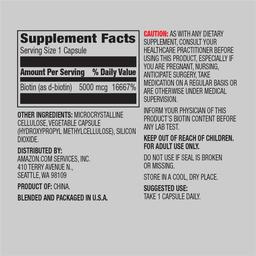 Supplement Facts
Serving Size 1 Capsule
Amount Per Serving % Daily Value
Biotin (as d-biotin) 5000 mcg 16667%
OTHER INGREDIENTS: MICROCRYSTALLINE
CELLULOSE, VEGETABLE CAPSULE
(HYDROXYPROPYL METHYLCELLULOSE), SILICON
DIOXIDE.
DISTRIBUTED BY:
AMAZON.COM SERVICES, INC.
410 TERRY AVENUE N.,
SEATTLE, WA 98109
PRODUCT OF: CHINA.
BLENDED AND PACKAGED IN U.S.A.
CAUTION: AS WITH ANY DIETARY
SUPPLEMENT, CONSULT YOUR
HEALTHCARE PRACTITIONER BEFORE
USING THIS PRODUCT, ESPECIALLY IF
YOU ARE PREGNANT, NURSING,
ANTICIPATE SURGERY, TAKE
MEDICATION ON A REGULAR BASIS OR
ARE OTHERWISE UNDER MEDICAL
SUPERVISION.
INFORM YOUR PHYSICIAN OF THIS
PRODUCT'S BIOTIN CONTENT BEFORE
ANY LAB TEST.
KEEP OUT OF REACH OF CHILDREN.
FOR ADULT USE ONLY.
DO NOT USE IF SEAL IS BROKEN
OR MISSING.
STORE IN A COOL, DRY PLACE.
SUGGESTED USE:
TAKE 1 CAPSULE DAILY.